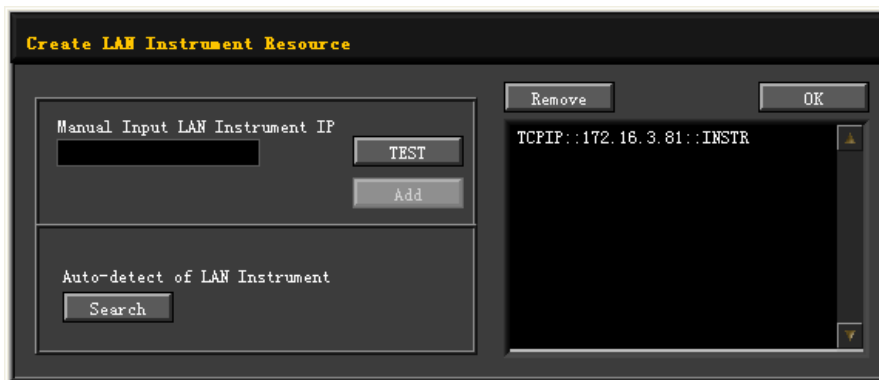 Create LAN Instrument Resource
Manual Input LAN Instrument IP
TEST
Add
Auto-detect of LAN Instrument
Search
Remove
OK
TCPIP::172.16.3.81::INSTR